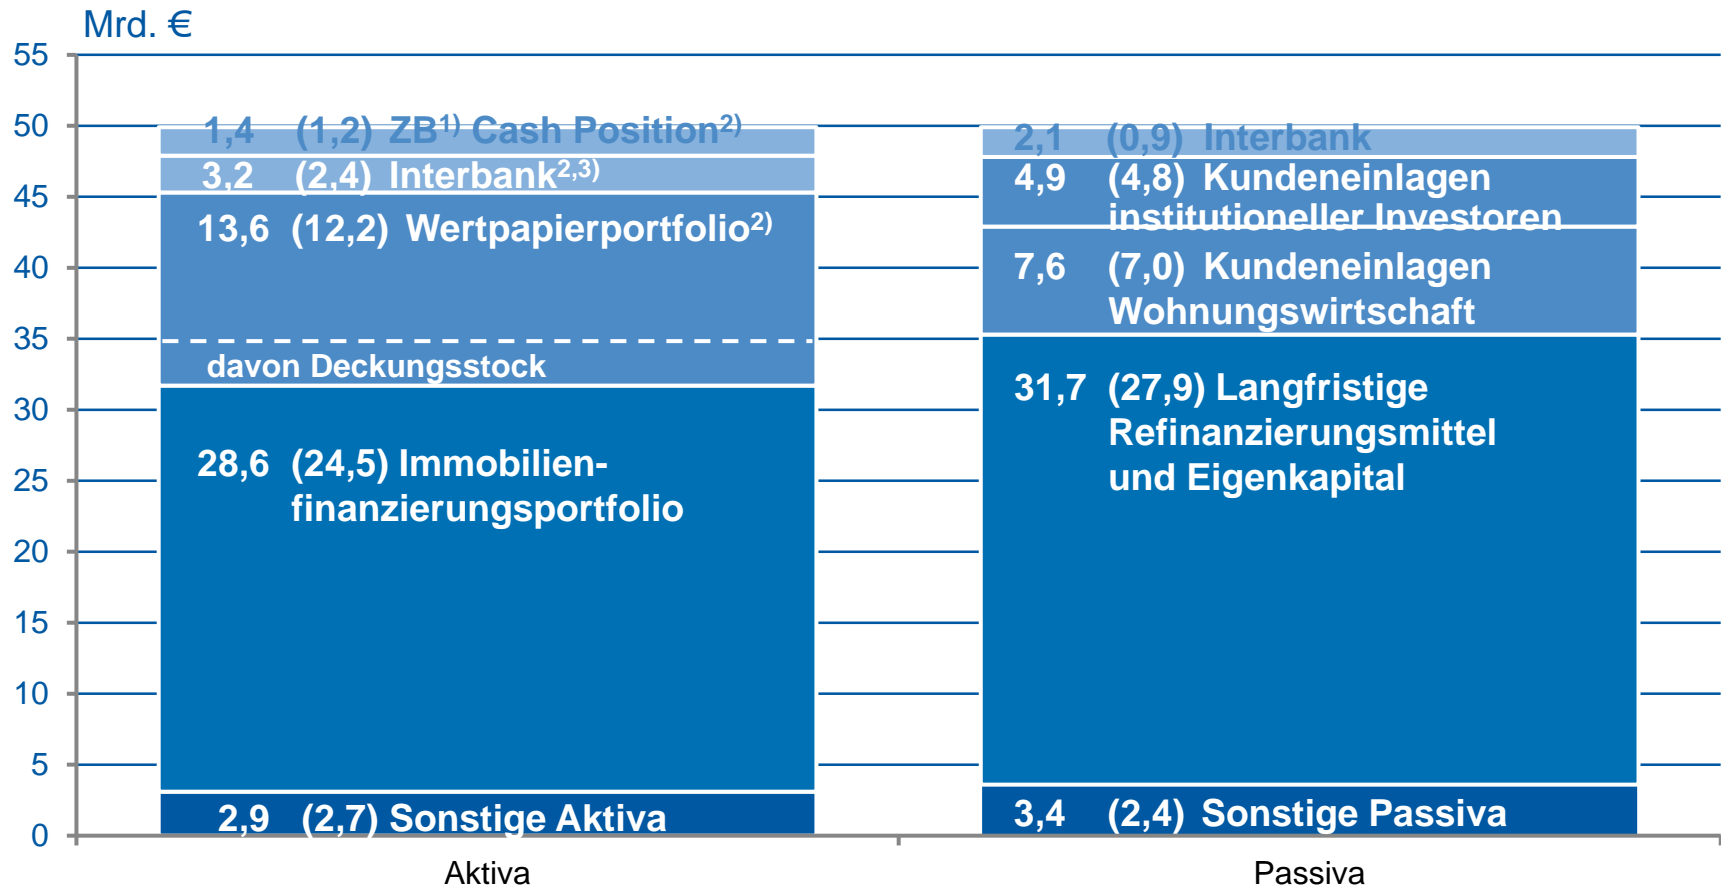 Mrd. €
55
50
45
40
35
30
25
20
15
10
5
0
1,4 (1,2) ZB1) Cash Position2)
3,2 (2,4) Interbank2,3)
13,6 (12,2) Wertpapierportfolio2)
davon Deckungsstock
28,6 (24,5) Immobilien-
finanzierungsportfolio
2,9 (2,7) Sonstige Aktiva
Aktiva
2,1 (0,9) Interbank
4,9 (4,8) Kundeneinlagen
institutioneller Investoren
7,6 (7,0) Kundeneinlagen
Wohnungswirtschaft
31,7 (27,9) Langfristige
Refinanzierungsmittel
und Eigenkapital
3,4 (2,4) Sonstige Passiva
Passiva